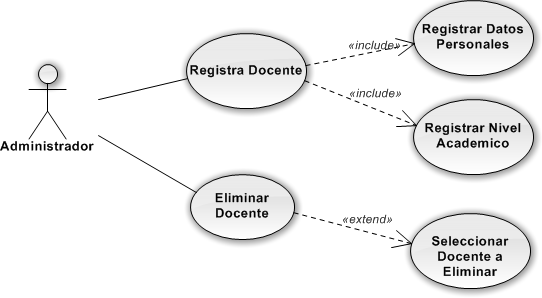 Registrar Datos
Personales
«include»
Registra Docente
«include»
Registrar Nivel
Academico
Administrador
Eliminar
Docente
«extend»
Seleccionar
Docente a
Eliminar